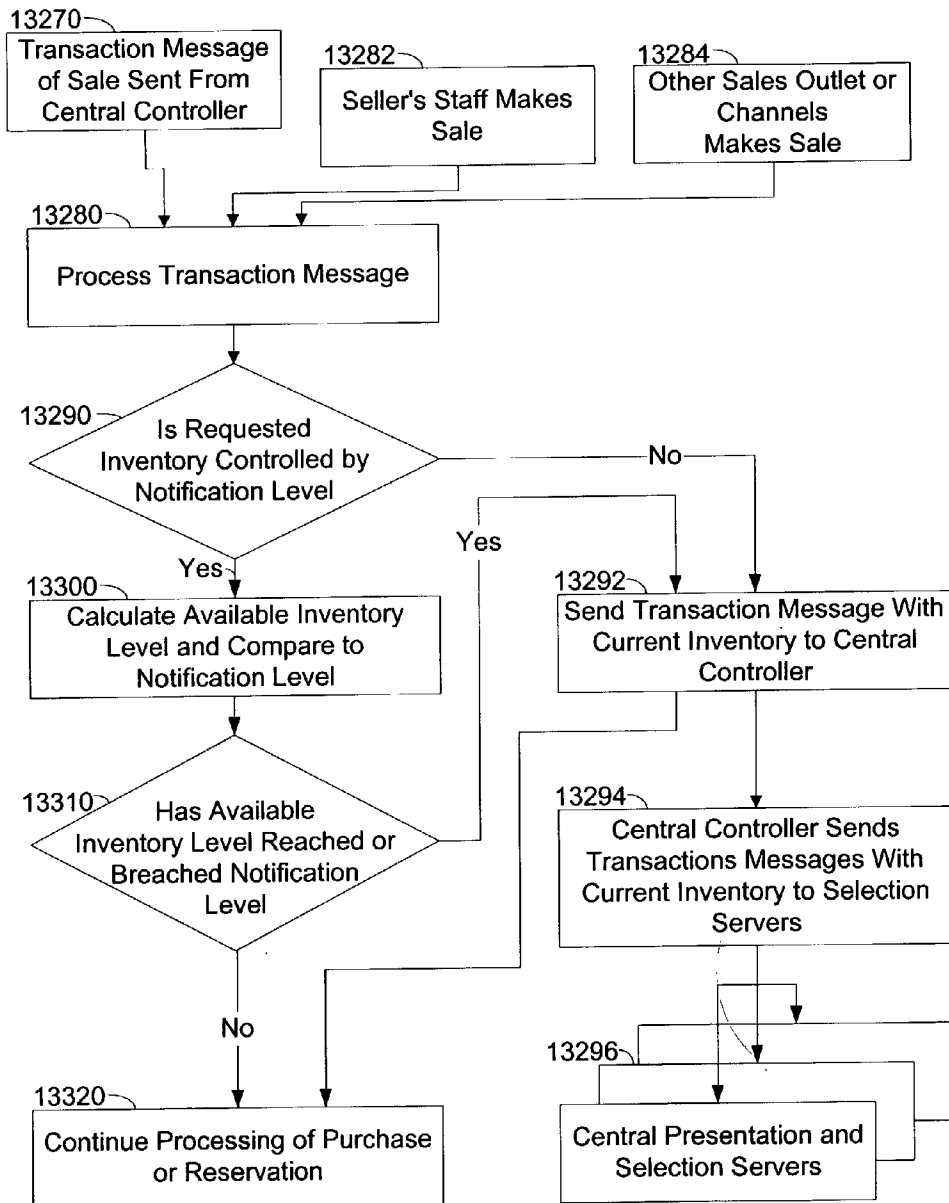 13270
Transaction Message
of Sale Sent From
Central Controller
13282
Seller's Staff Makes
Sale
13284
Other Sales Outlet or
Channels
Makes Sale
13280
Process Transaction Message
13290
Is Requested
Inventory Controlled by
Notification Level
No
Yes
Yes
13300
Calculate Available Inventory
Level and Compare to
Notification Level
13292
Send Transaction Message With
Current Inventory to Central
Controller
13310
Has Available
Inventory Level Reached or
Breached Notification
Level
13294
Central Controller Sends
Transactions Messages With
Current Inventory to Selection
Servers
No
13296
Central Presentation and
Selection Servers
13320
Continue Processing of Purchase
or Reservation